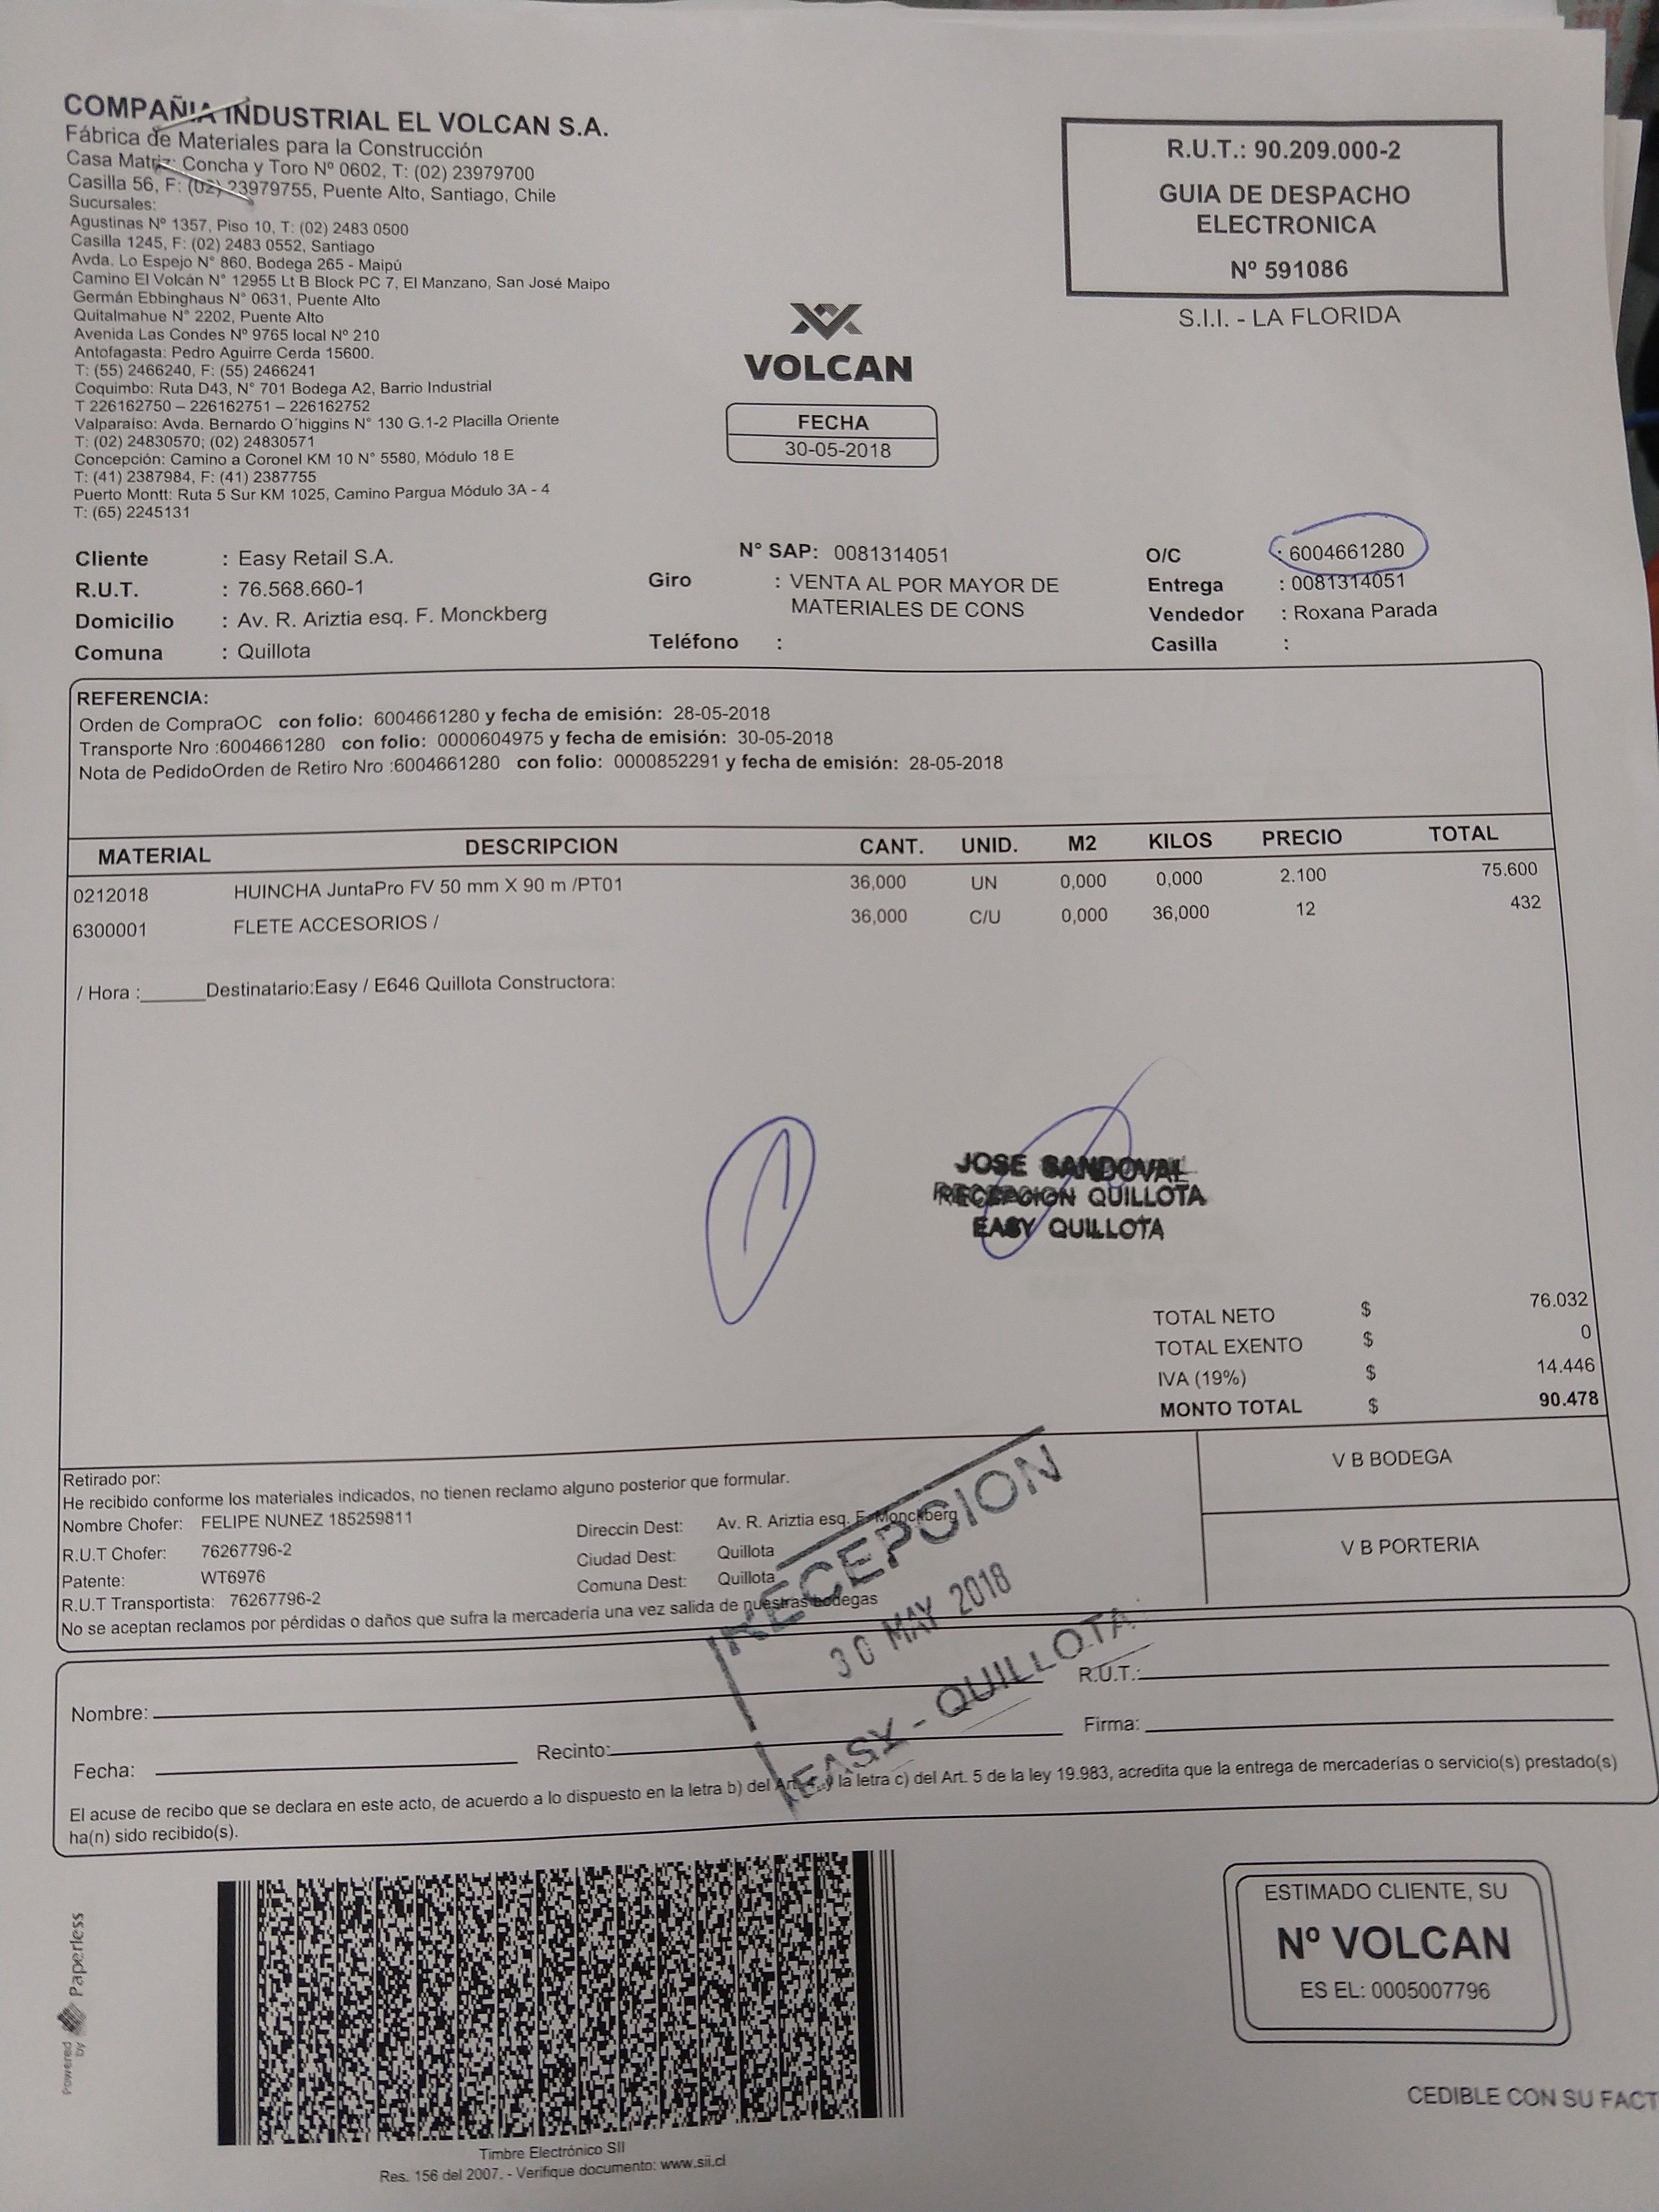 COMPAÑIA INDUSTRIAL EL VOLCAN S.A.
Fábrica de Materiales para la Construcción
Casa Matriz: Concha y Toro Nº 0602, T: (02) 23979700
Casilla 56, F: (02) 23979755, Puente Alto, Santiago, Chile
Sucursales:
Agustinas Nº 1357, Piso 10, T: (02) 2483 0500
Casilla 1245, F: (02) 2483 0552, Santiago
Avda. Lo Espejo N° 860, Bodega 265 - Maipú
Camino El Volcán N° 12955 Lt B Block PC 7, El Manzano, San José Maipo
Germán Ebbinghaus N° 0631, Puente Alto
Quitalmahue N° 2202, Puente Alto
Avenida Las Condes Nº 9765 local Nº 210
Antofagasta: Pedro Aguirre Cerda 15600.
T: (55) 2466240, F: (55) 2466241
Coquimbo: Ruta D43, N° 701 Bodega A2, Barrio Industrial
T 226162750 – 226162751 – 226162752
Valparaíso: Avda. Bernardo O´higgins N° 130 G.1-2 Placilla Oriente
T: (02) 24830570; (02) 24830571
Concepción: Camino a Coronel KM 10 N° 5580, Módulo 18 E
T: (41) 2387984, F: (41) 2387755
Puerto Montt: Ruta 5 Sur KM 1025, Camino Pargua Módulo 3A - 4
T: (65) 2245131
VOLCAN
FECHA
30-05-2018
R.U.T.: 90.209.000-2
GUIA DE DESPACHO
ELECTRONICA
Nº 591086
S.I.I. - LA FLORIDA
Cliente : Easy Retail S.A. N° SAP: 0081314051 O/C : 6004661280
R.U.T. : 76.568.660-1 Giro : VENTA AL POR MAYOR DE Entrega : 0081314051
Domicilio : Av. R. Ariztia esq. F. Monckberg MATERIALES DE CONS Vendedor : Roxana Parada
Comuna : Quillota Teléfono : Casilla :
REFERENCIA:
Orden de CompraOC con folio: 6004661280 y fecha de emisión: 28-05-2018
Transporte Nro :6004661280 con folio: 0000604975 y fecha de emisión: 30-05-2018
Nota de PedidoOrden de Retiro Nro :6004661280 con folio: 0000852291 y fecha de emisión: 28-05-2018
MATERIAL DESCRIPCION CANT. UNID. M2 KILOS PRECIO TOTAL
0212018 HUINCHA JuntaPro FV 50 mm X 90 m /PT01 36,000 UN 0,000 0,000 2.100 75.600
6300001 FLETE ACCESORIOS / 36,000 C/U 0,000 36,000 12 432
/ Hora :______Destinatario:Easy / E646 Quillota Constructora:
JOSE SANDOVAL
RECEPCION QUILLOTA
EASY QUILLOTA
TOTAL NETO $ 76.032
TOTAL EXENTO $ 0
IVA (19%) $ 14.446
MONTO TOTAL $ 90.478
Retirado por:
He recibido conforme los materiales indicados, no tienen reclamo alguno posterior que formular.
Nombre Chofer: FELIPE NUNEZ 185259811 Direccin Dest: Av. R. Ariztia esq. F. Monckberg
R.U.T Chofer: 76267796-2 Ciudad Dest: Quillota
Patente: WT6976 Comuna Dest: Quillota
R.U.T Transportista: 76267796-2
No se aceptan reclamos por pérdidas o daños que sufra la mercadería una vez salida de nuestras bodegas
V B BODEGA
V B PORTERIA
RECEPCION
30 MAY 2018
EASY - QUILLOTA
Nombre: R.U.T.:
Fecha: Recinto: Firma:
El acuse de recibo que se declara en este acto, de acuerdo a lo dispuesto en la letra b) del Art. 4, y la letra c) del Art. 5 de la ley 19.983, acredita que la entrega de mercaderías o servicio(s) prestado(s)
ha(n) sido recibido(s).
Powered by Paperless
Timbre Electrónico SII
Res. 156 del 2007. - Verifique documento: www.sii.cl
ESTIMADO CLIENTE, SU
Nº VOLCAN
ES EL: 0005007796
CEDIBLE CON SU FACT